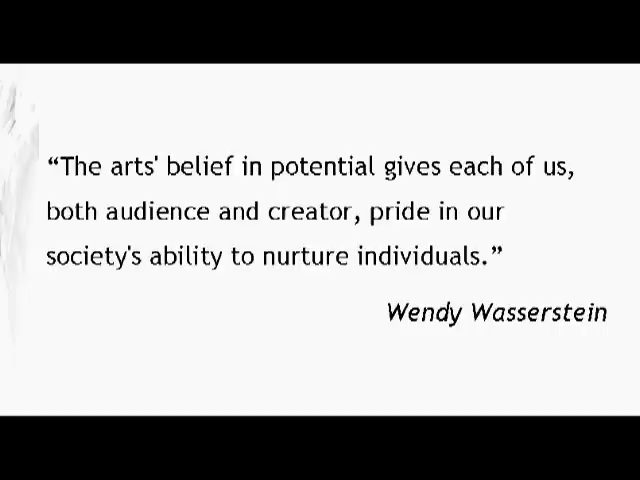 “The arts' belief in potential gives each of us,
both audience and creator, pride in our
society's ability to nurture individuals.”
Wendy Wasserstein